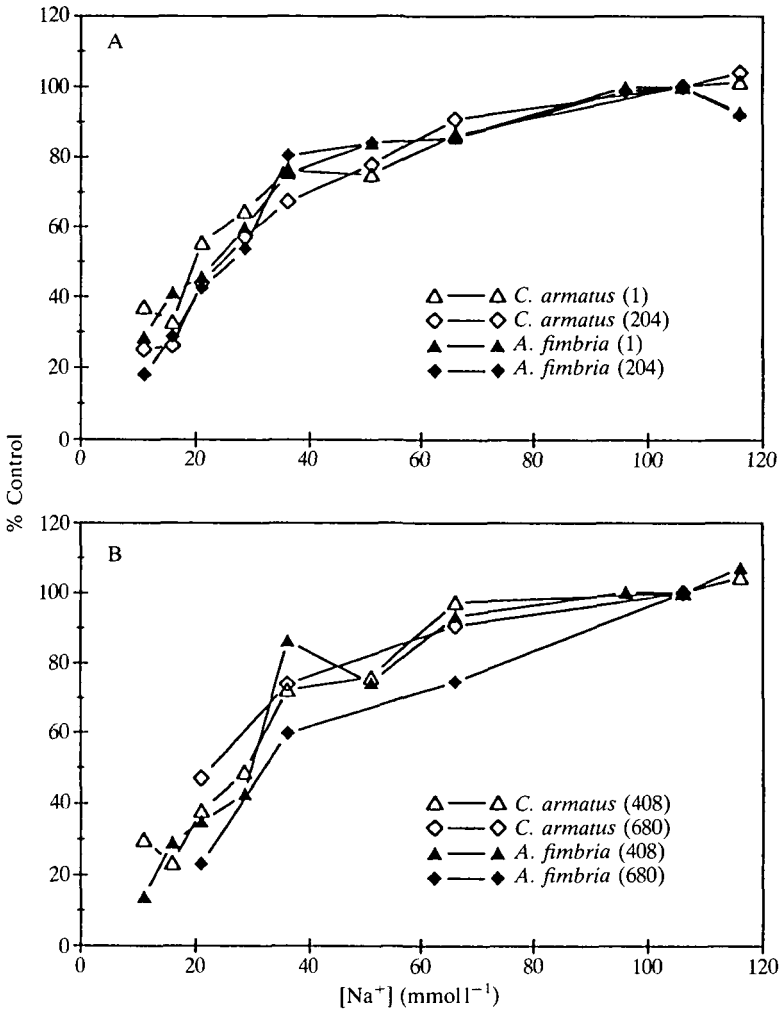 120
A
100
80
60
40
20
0
C. armatus (1)
C. armatus (204)
A. fimbria (1)
A. fimbria (204)
0 20 40 60 80 100 120
% Control
120
B
100
80
60
40
20
0
C. armatus (408)
C. armatus (680)
A. fimbria (408)
A. fimbria (680)
0 20 40 60 80 100 120
[Na⁺] (mmol l⁻¹)